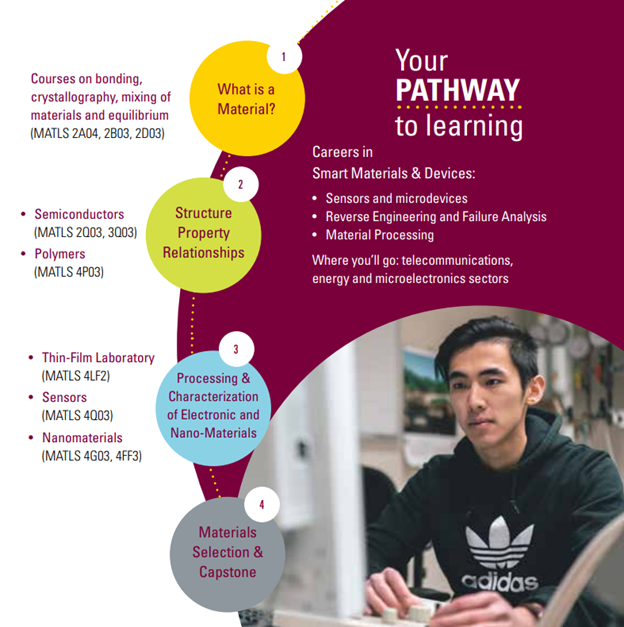 Your
PATHWAY
to learning
Careers in
Smart Materials & Devices:
• Sensors and microdevices
• Reverse Engineering and Failure Analysis
• Material Processing
Where you’ll go: telecommunications,
energy and microelectronics sectors
1
What is a
Material?
Courses on bonding,
crystallography, mixing of
materials and equilibrium
(MATLS 2A04, 2B03, 2D03)
2
Structure
Property
Relationships
• Semiconductors
(MATLS 2Q03, 3Q03)
• Polymers
(MATLS 4P03)
3
Processing &
Characterization
of Electronic and
Nano-Materials
• Thin-Film Laboratory
(MATLS 4LF2)
• Sensors
(MATLS 4Q03)
• Nanomaterials
(MATLS 4G03, 4FF3)
4
Materials
Selection &
Capstone
adidas